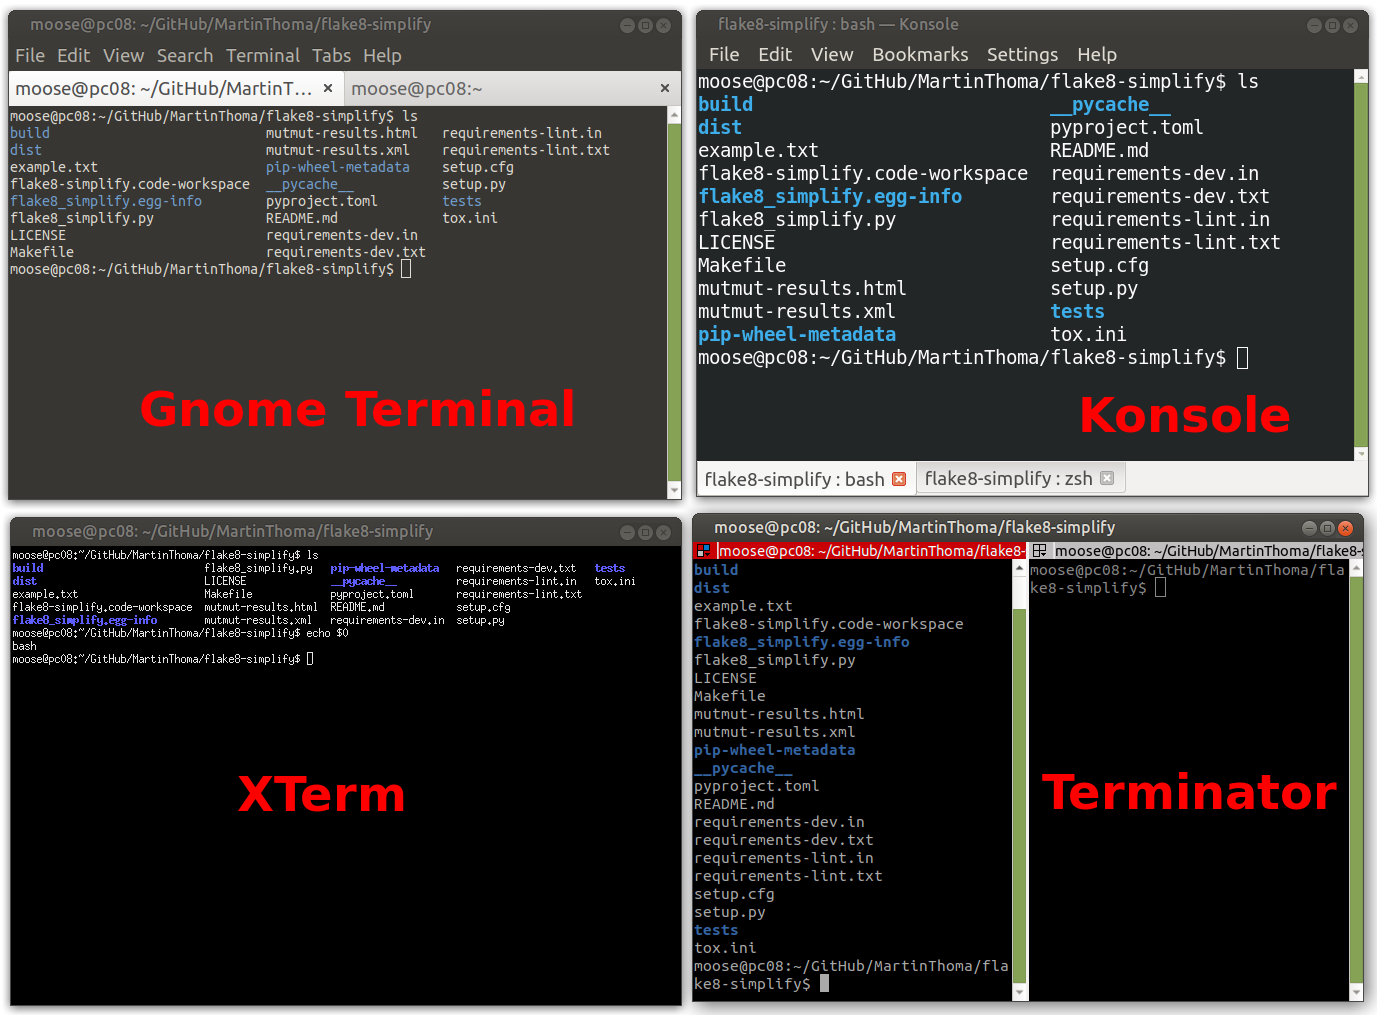 moose@pc08: ~/GitHub/MartinThoma/flake8-simplify
File Edit View Search Terminal Tabs Help
moose@pc08: ~/GitHub/MartinT... × moose@pc08:~ ×
moose@pc08:~/GitHub/MartinThoma/flake8-simplify$ ls
build mutmut-results.html requirements-lint.in
dist mutmut-results.xml requirements-lint.txt
example.txt pip-wheel-metadata setup.cfg
flake8-simplify.code-workspace __pycache__ setup.py
flake8_simplify.egg-info pyproject.toml tests
flake8_simplify.py README.md tox.ini
LICENSE requirements-dev.in
Makefile requirements-dev.txt
moose@pc08:~/GitHub/MartinThoma/flake8-simplify$
Gnome Terminal
flake8-simplify : bash — Konsole
File Edit View Bookmarks Settings Help
moose@pc08:~/GitHub/MartinThoma/flake8-simplify$ ls
build __pycache__
dist pyproject.toml
example.txt README.md
flake8-simplify.code-workspace requirements-dev.in
flake8_simplify.egg-info requirements-dev.txt
flake8_simplify.py requirements-lint.in
LICENSE requirements-lint.txt
Makefile setup.cfg
mutmut-results.html setup.py
mutmut-results.xml tests
pip-wheel-metadata tox.ini
moose@pc08:~/GitHub/MartinThoma/flake8-simplify$
Konsole
flake8-simplify : bash flake8-simplify : zsh
moose@pc08: ~/GitHub/MartinThoma/flake8-simplify
moose@pc08:~/GitHub/MartinThoma/flake8-simplify$ ls
build flake8_simplify.py pip-wheel-metadata requirements-dev.txt tests
dist LICENSE __pycache__ requirements-lint.in tox.ini
example.txt Makefile pyproject.toml requirements-lint.txt
flake8-simplify.code-workspace mutmut-results.html README.md setup.cfg
flake8_simplify.egg-info mutmut-results.xml requirements-dev.in setup.py
moose@pc08:~/GitHub/MartinThoma/flake8-simplify$ echo $0
bash
moose@pc08:~/GitHub/MartinThoma/flake8-simplify$
XTerm
moose@pc08: ~/GitHub/MartinThoma/flake8-simplify
moose@pc08: ~/GitHub/MartinThoma/flake8-
build
dist
example.txt
flake8-simplify.code-workspace
flake8_simplify.egg-info
flake8_simplify.py
LICENSE
Makefile
mutmut-results.html
mutmut-results.xml
pip-wheel-metadata
__pycache__
pyproject.toml
README.md
requirements-dev.in
requirements-dev.txt
requirements-lint.in
requirements-lint.txt
setup.cfg
setup.py
tests
tox.ini
moose@pc08:~/GitHub/MartinThoma/fla
ke8-simplify$
moose@pc08: ~/GitHub/MartinThoma/flake8-s
moose@pc08:~/GitHub/MartinThoma/fla
ke8-simplify$
Terminator